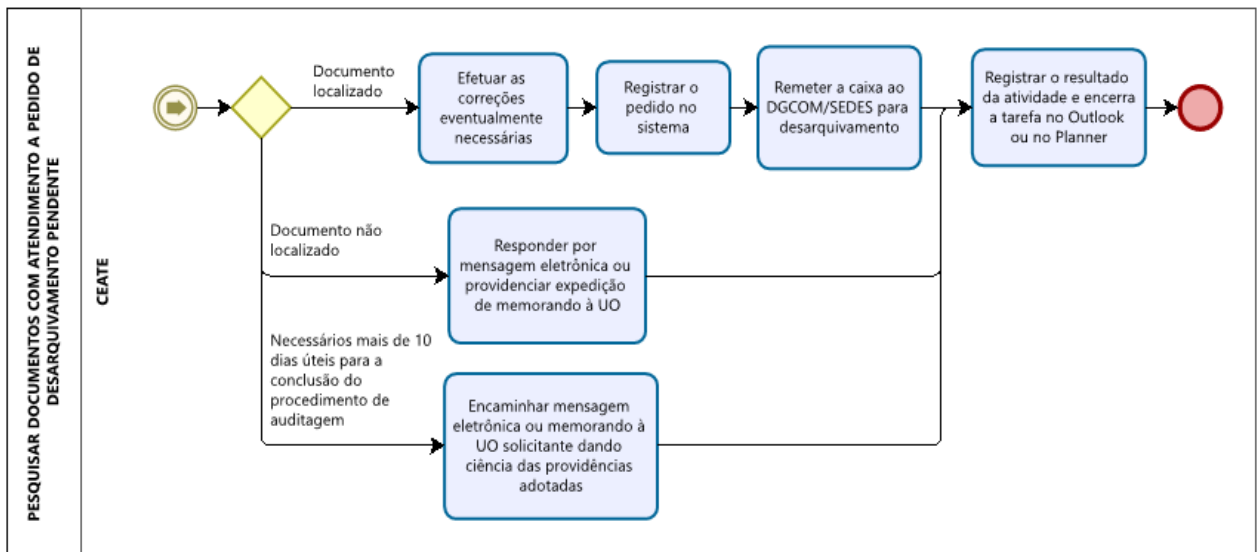 PESQUISAR DOCUMENTOS COM ATENDIMENTO A PEDIDO DE
DESARQUIVAMENTO PENDENTE
CEATE
Documento
localizado
Efetuar as
correções
eventualmente
necessárias
Registrar o
pedido no
sistema
Remeter a caixa ao
DGCOM/SEDES para
desarquivamento
Registrar o resultado
da atividade e encerra
a tarefa no Outlook
ou no Planner
Documento não
localizado
Responder por
mensagem eletrônica ou
providenciar expedição
de memorando à UO
Necessários mais de 10
dias úteis para a
conclusão do
procedimento de
auditagem
Encaminhar mensagem
eletrônica ou memorando à
UO solicitante dando
ciência das providências
adotadas